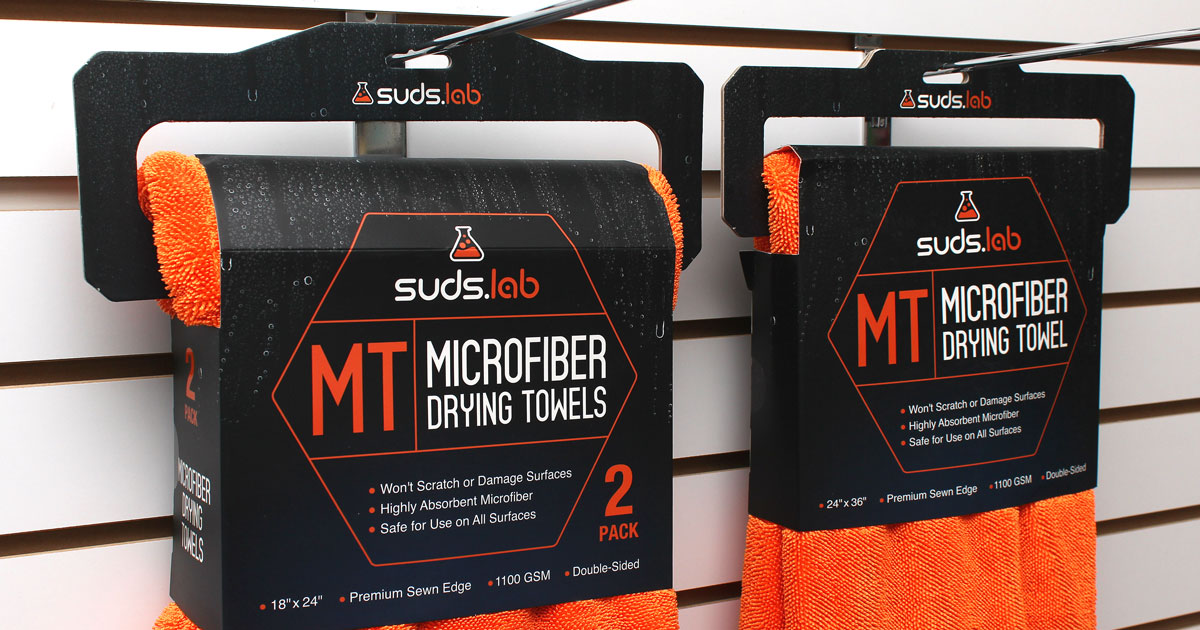 suds.lab
suds.lab
MT
MICROFIBER
DRYING TOWELS
• Won't Scratch or Damage Surfaces
• Highly Absorbent Microfiber
• Safe for Use on All Surfaces
2
PACK
• 18" x 24" • Premium Sewn Edge • 1100 GSM • Double-Sided
2
PACK
MICROFIBER
DRYING
TOWELS
suds.lab
suds.lab
MT
MICROFIBER
DRYING TOWEL
• Won't Scratch or Damage Surfaces
• Highly Absorbent Microfiber
• Safe for Use on All Surfaces
• 24" x 36" • Premium Sewn Edge • 1100 GSM • Double-Sided